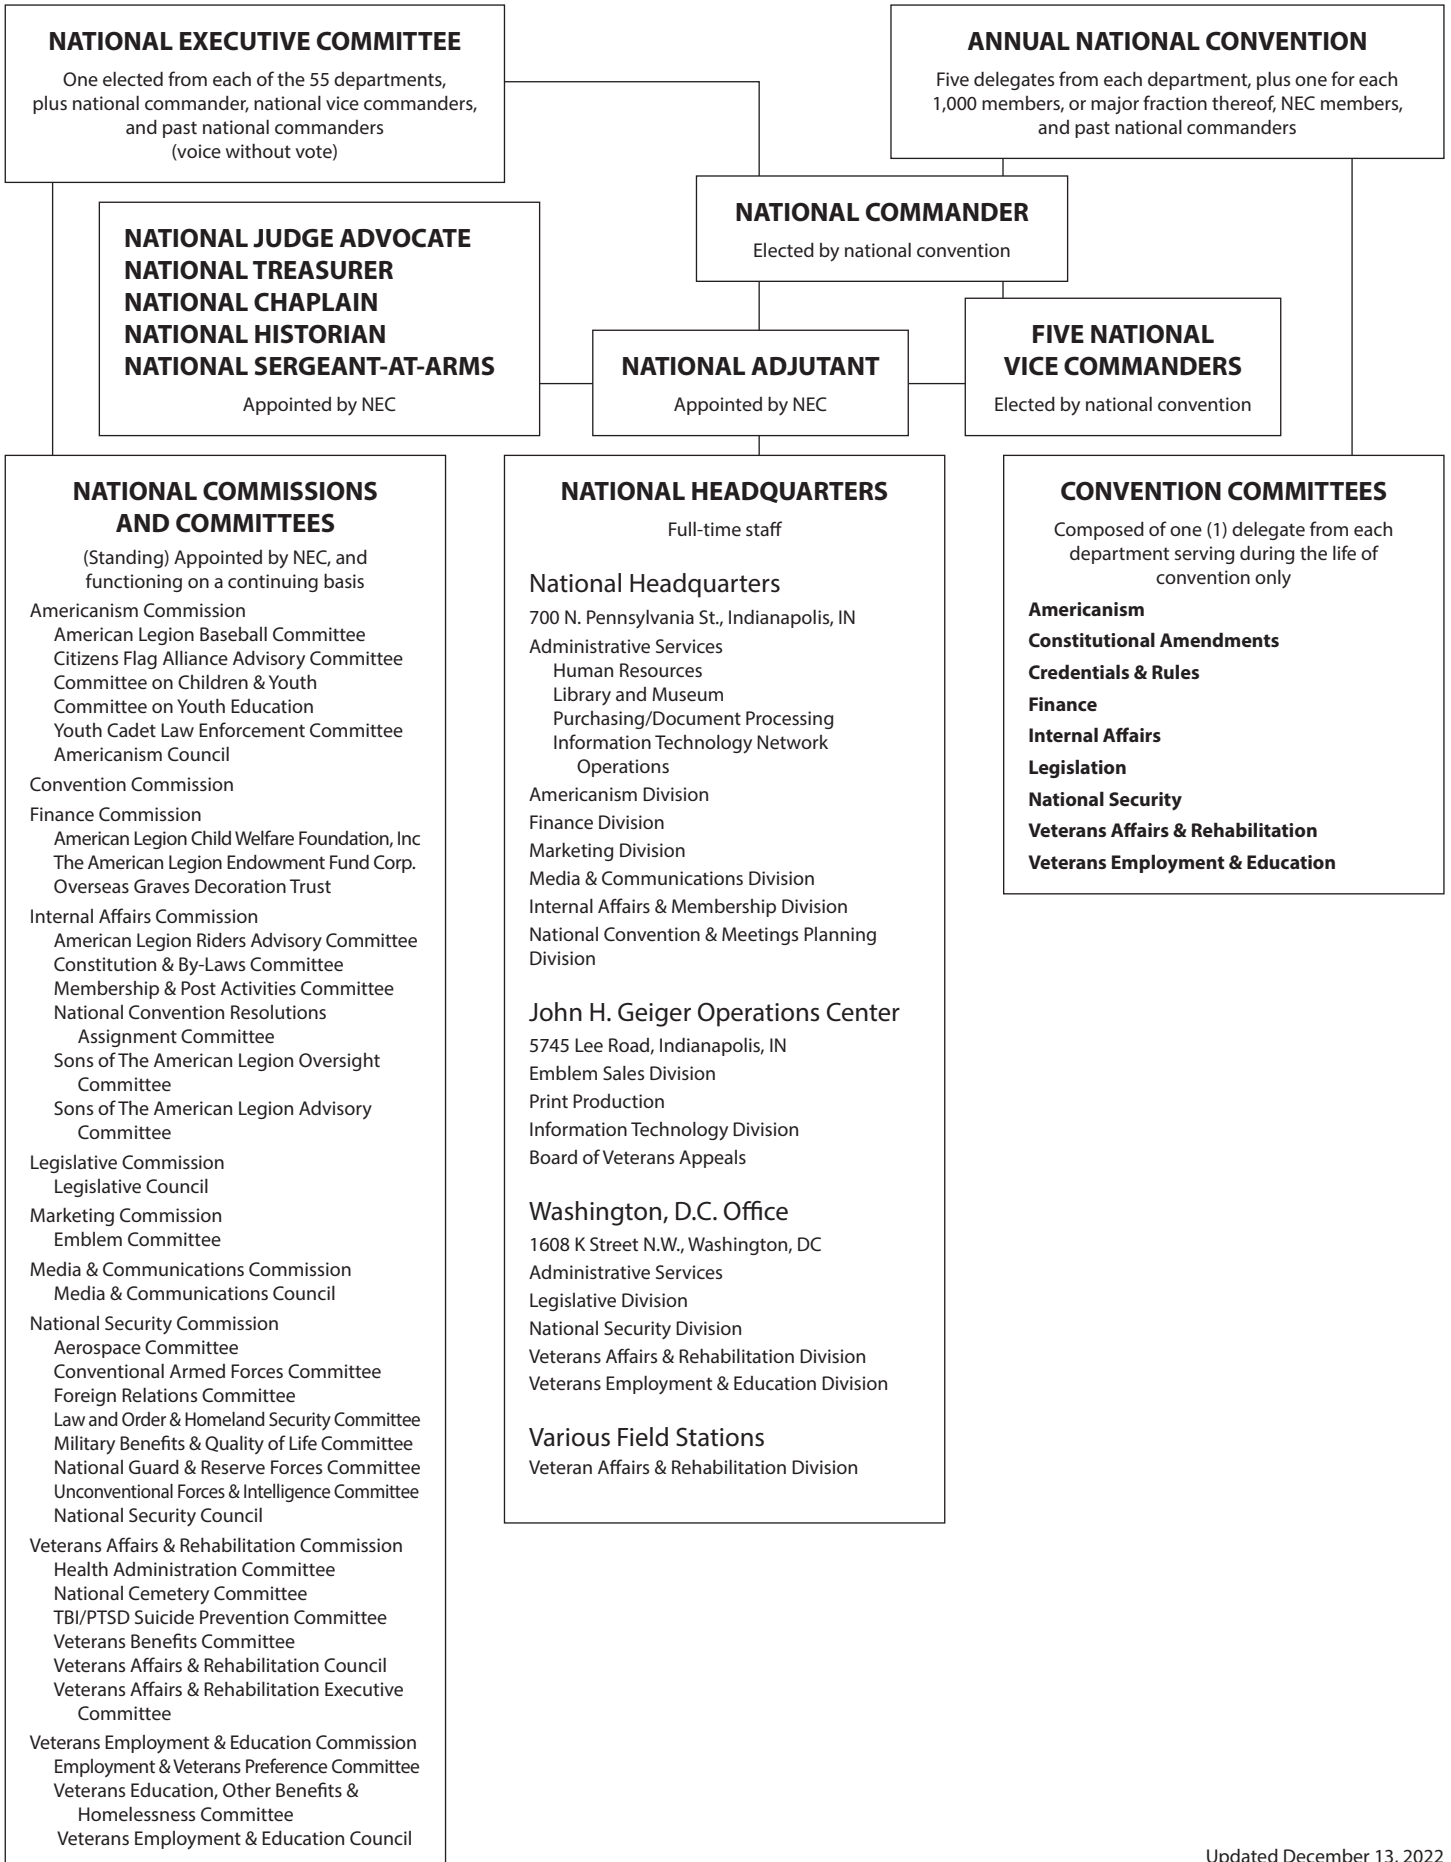 NATIONAL EXECUTIVE COMMITTEE
One elected from each of the 55 departments,
plus national commander, national vice commanders,
and past national commanders
(voice without vote)
ANNUAL NATIONAL CONVENTION
Five delegates from each department, plus one for each
1,000 members, or major fraction thereof, NEC members,
and past national commanders
NATIONAL COMMANDER
Elected by national convention
NATIONAL JUDGE ADVOCATE
NATIONAL TREASURER
NATIONAL CHAPLAIN
NATIONAL HISTORIAN
NATIONAL SERGEANT-AT-ARMS
Appointed by NEC
NATIONAL ADJUTANT
Appointed by NEC
FIVE NATIONAL
VICE COMMANDERS
Elected by national convention
NATIONAL COMMISSIONS
AND COMMITTEES
(Standing) Appointed by NEC, and
functioning on a continuing basis
Americanism Commission
American Legion Baseball Committee
Citizens Flag Alliance Advisory Committee
Committee on Children & Youth
Committee on Youth Education
Youth Cadet Law Enforcement Committee
Americanism Council
Convention Commission
Finance Commission
American Legion Child Welfare Foundation, Inc
The American Legion Endowment Fund Corp.
Overseas Graves Decoration Trust
Internal Affairs Commission
American Legion Riders Advisory Committee
Constitution & By-Laws Committee
Membership & Post Activities Committee
National Convention Resolutions
Assignment Committee
Sons of The American Legion Oversight
Committee
Sons of The American Legion Advisory
Committee
Legislative Commission
Legislative Council
Marketing Commission
Emblem Committee
Media & Communications Commission
Media & Communications Council
National Security Commission
Aerospace Committee
Conventional Armed Forces Committee
Foreign Relations Committee
Law and Order & Homeland Security Committee
Military Benefits & Quality of Life Committee
National Guard & Reserve Forces Committee
Unconventional Forces & Intelligence Committee
National Security Council
Veterans Affairs & Rehabilitation Commission
Health Administration Committee
National Cemetery Committee
TBI/PTSD Suicide Prevention Committee
Veterans Benefits Committee
Veterans Affairs & Rehabilitation Council
Veterans Affairs & Rehabilitation Executive
Committee
Veterans Employment & Education Commission
Employment & Veterans Preference Committee
Veterans Education, Other Benefits &
Homelessness Committee
Veterans Employment & Education Council
NATIONAL HEADQUARTERS
Full-time staff
National Headquarters
700 N. Pennsylvania St., Indianapolis, IN
Administrative Services
Human Resources
Library and Museum
Purchasing/Document Processing
Information Technology Network
Operations
Americanism Division
Finance Division
Marketing Division
Media & Communications Division
Internal Affairs & Membership Division
National Convention & Meetings Planning
Division
John H. Geiger Operations Center
5745 Lee Road, Indianapolis, IN
Emblem Sales Division
Print Production
Information Technology Division
Board of Veterans Appeals
Washington, D.C. Office
1608 K Street N.W., Washington, DC
Administrative Services
Legislative Division
National Security Division
Veterans Affairs & Rehabilitation Division
Veterans Employment & Education Division
Various Field Stations
Veteran Affairs & Rehabilitation Division
CONVENTION COMMITTEES
Composed of one (1) delegate from each
department serving during the life of
convention only
Americanism
Constitutional Amendments
Credentials & Rules
Finance
Internal Affairs
Legislation
National Security
Veterans Affairs & Rehabilitation
Veterans Employment & Education
Updated December 13, 2022